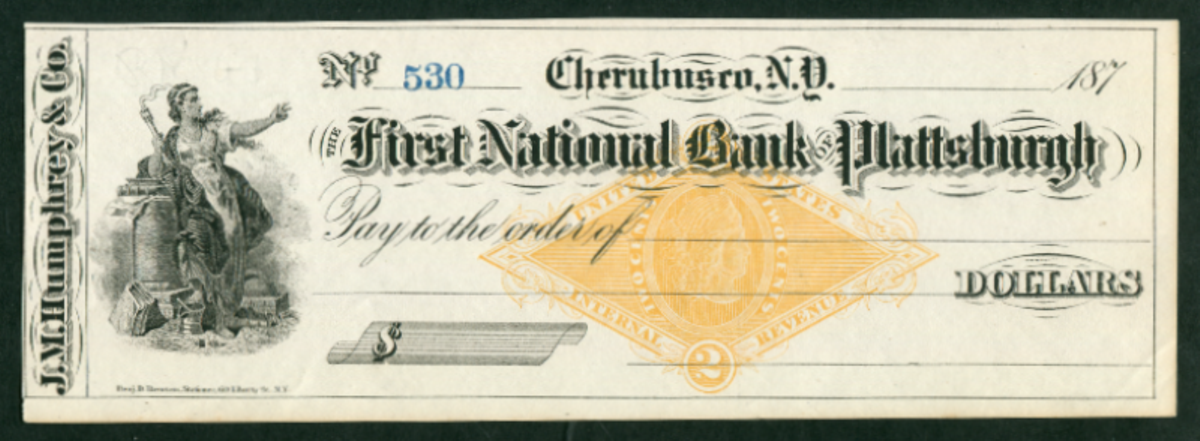 J.M.Humphrey & Co.
No 530 Cherubusco, N.Y. 187
THE First National Bank OF Plattsburgh
Pay to the order of
DOLLARS
$
UNITED STATES
TWO CENTS
INTERNAL REVENUE
2